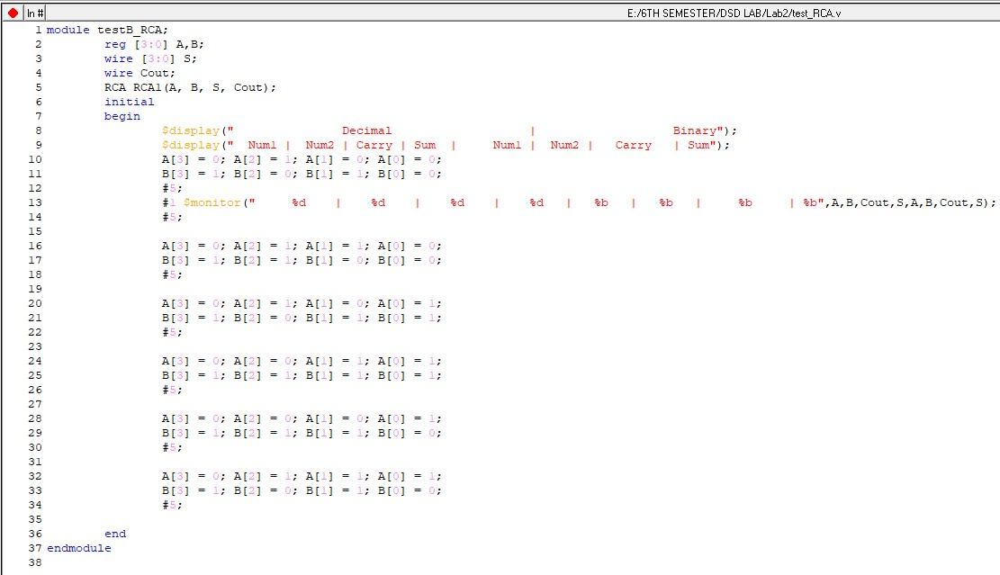 In #
E:/6TH SEMESTER/DSD LAB/Lab2/test_RCA.v
1 module testB_RCA;
2 reg [3:0] A,B;
3 wire [3:0] S;
4 wire Cout;
5 RCA RCA1(A, B, S, Cout);
6 initial
7 begin
8 $display("               Decimal                   |                   Binary");
9 $display("  Num1 |  Num2 | Carry | Sum  |     Num1 |  Num2 |   Carry   | Sum");
10 A[3] = 0; A[2] = 1; A[1] = 0; A[0] = 0;
11 B[3] = 1; B[2] = 0; B[1] = 1; B[0] = 0;
12 #5;
13 #1 $monitor("     %d    |    %d    |    %d    |    %d    |   %b   |   %b   |     %b     | %b",A,B,Cout,S,A,B,Cout,S);
14 #5;
15
16 A[3] = 0; A[2] = 1; A[1] = 1; A[0] = 0;
17 B[3] = 1; B[2] = 1; B[1] = 0; B[0] = 0;
18 #5;
19
20 A[3] = 0; A[2] = 1; A[1] = 0; A[0] = 1;
21 B[3] = 1; B[2] = 0; B[1] = 1; B[0] = 1;
22 #5;
23
24 A[3] = 0; A[2] = 0; A[1] = 1; A[0] = 1;
25 B[3] = 1; B[2] = 1; B[1] = 1; B[0] = 1;
26 #5;
27
28 A[3] = 0; A[2] = 0; A[1] = 0; A[0] = 1;
29 B[3] = 1; B[2] = 1; B[1] = 1; B[0] = 0;
30 #5;
31
32 A[3] = 0; A[2] = 1; A[1] = 1; A[0] = 1;
33 B[3] = 1; B[2] = 0; B[1] = 1; B[0] = 0;
34 #5;
35
36 end
37 endmodule
38